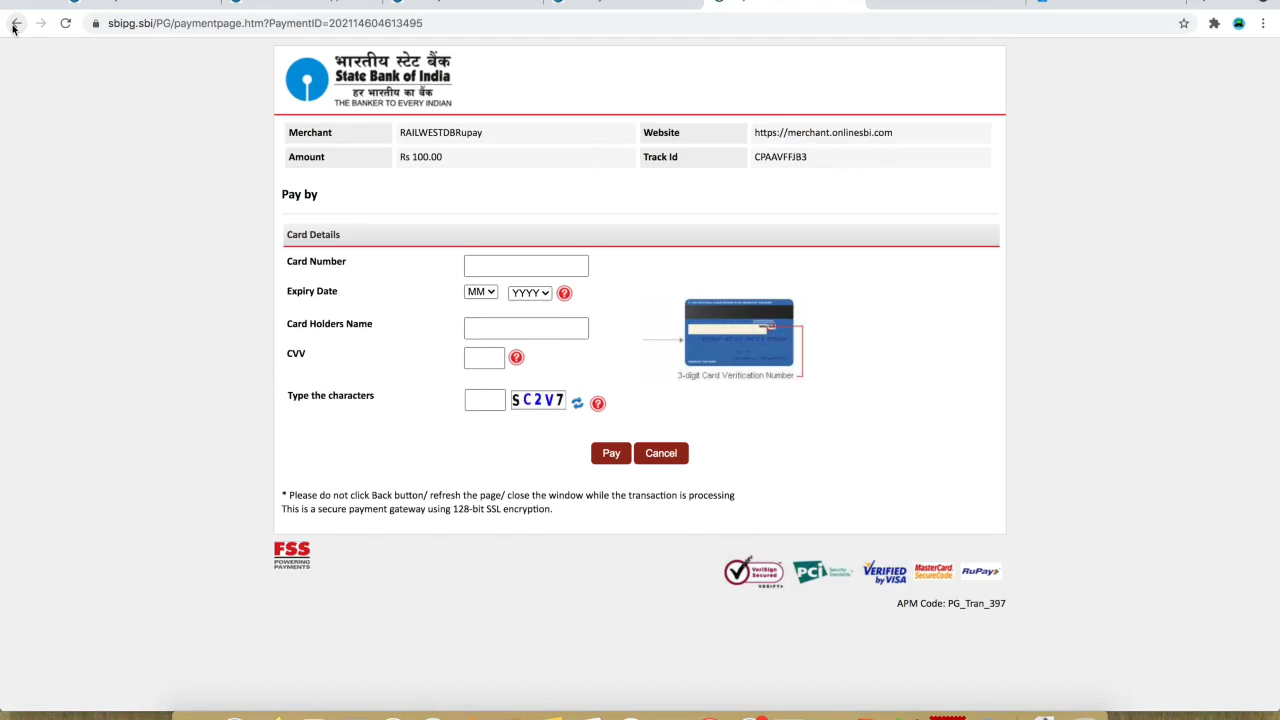 sbipg.sbi/PG/paymentpage.htm?PaymentID=202114604613495
भारतीय स्टेट बैंक
State Bank of India
हर भारतीय का बैंक
THE BANKER TO EVERY INDIAN
Merchant RAILWESTDBRupay Website https://merchant.onlinesbi.com
Amount Rs 100.00 Track Id CPAAVFFJB3
Pay by
Card Details
Card Number
Expiry Date MM YYYY
Card Holders Name
CVV
3-digit Card Verification Number
Type the characters SC2V7
Pay Cancel
* Please do not click Back button/ refresh the page/ close the window while the transaction is processing
This is a secure payment gateway using 128-bit SSL encryption.
FSS
POWERING
PAYMENTS
VeriSign Secured VERIFY
PCI Security Standards
VERIFIED by VISA
MasterCard. SecureCode
RuPay
APM Code: PG_Tran_397